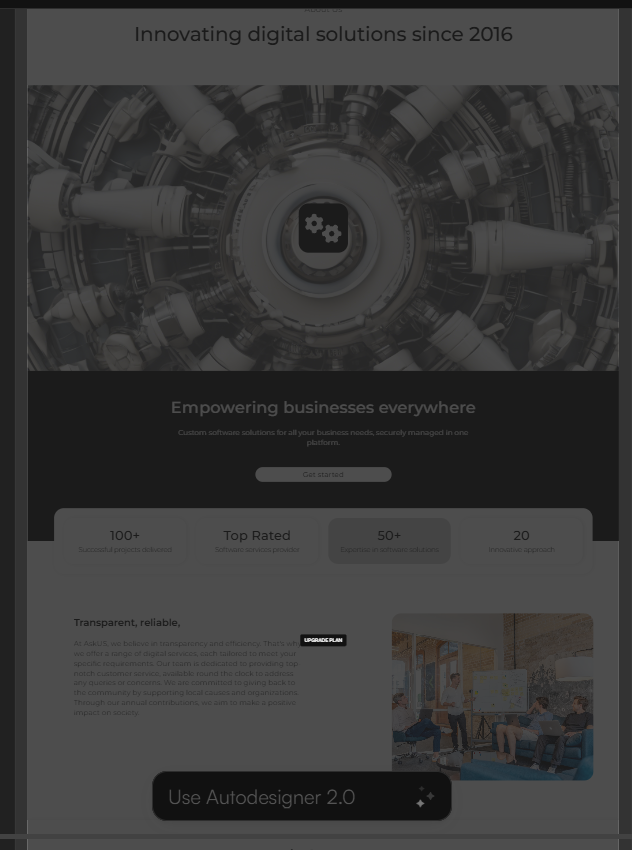 Innovating digital solutions since 2016
Empowering businesses everywhere
Custom software solutions for all your business needs, securely managed in one
platform.
Get started
100+
Successful projects delivered
Top Rated
Software services provider
50+
Expertise in software solutions
20
Innovative approach
Transparent, reliable,
At AskUS, we believe in transparency and efficiency. That's
UPGRADE PLAN
we offer a range of digital services, each tailored to meet your
specific requirements. Our team is dedicated to providing top
notch customer service, available round the clock to address
any queries or concerns. We are committed to giving back to
the community by supporting local causes and organizations.
Through our annual contributions, we aim to make a positive
impact on society.
Use Autodesigner 2.0